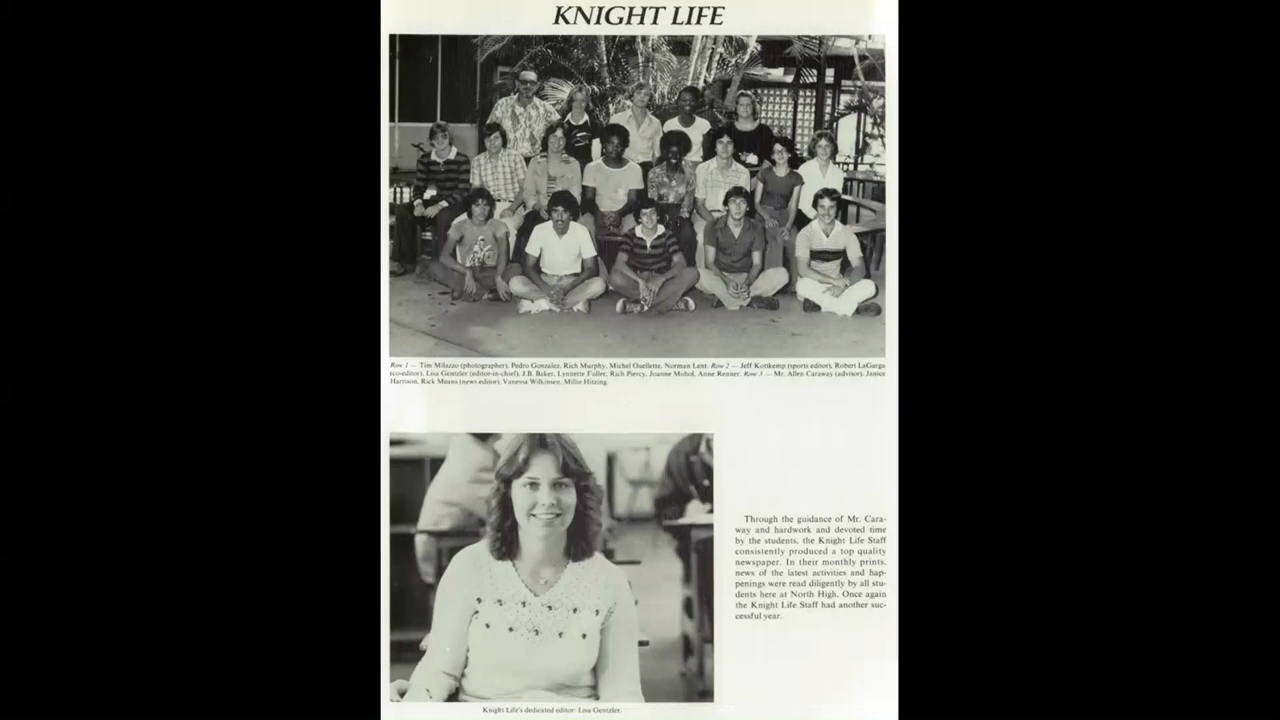 KNIGHT LIFE
Row 1 — Tim Milazzo (photographer), Pedro Gonzalez, Rich Murphy, Michel Ouellette, Norman Lent. Row 2 — Jeff Kottkemp (sports editor), Robert LaGurga
(co-editor), Lisa Gentzler (editor-in-chief), J.B. Baker, Lynnette Fuller, Rich Piercy, Joanne Mohol, Anne Renner. Row 3 — Mr. Allen Caraway (advisor), Janice
Harrison, Rick Means (news editor), Vanessa Wilkinson, Millie Hitzing.
Through the guidance of Mr. Cara-
way and hardwork and devoted time
by the students, the Knight Life Staff
consistently produced a top quality
newspaper. In their monthly prints,
news of the latest activities and hap-
penings were read diligently by all stu-
dents here at North High. Once again
the Knight Life Staff had another suc-
cessful year.
Knight Life's dedicated editor: Lisa Gentzler.